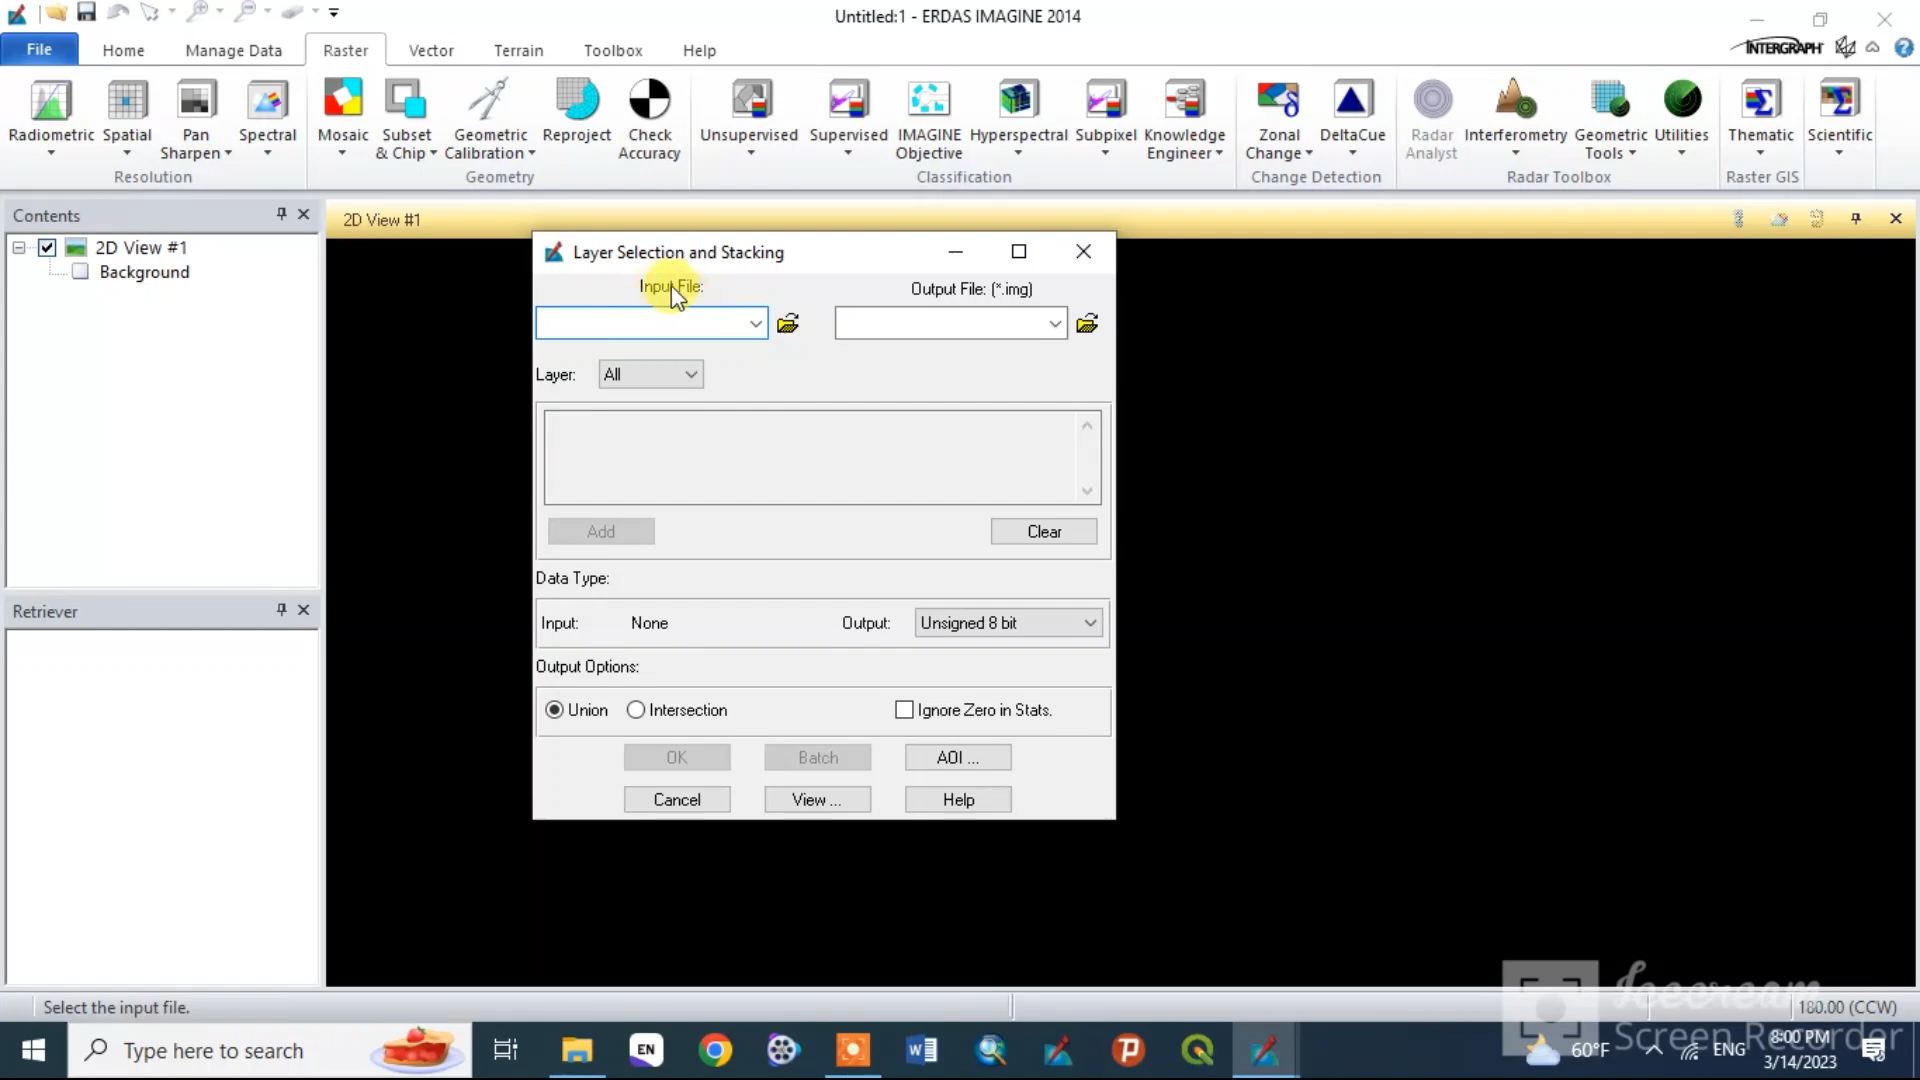 Untitled:1 - ERDAS IMAGINE 2014
File Home Manage Data Raster Vector Terrain Toolbox Help
INTERGRAPH
Radiometric Spatial Pan Sharpen Spectral
Resolution
Mosaic Subset & Chip Geometric Calibration Reproject Check Accuracy
Geometry
Unsupervised Supervised IMAGINE Objective Hyperspectral Subpixel Knowledge Engineer
Classification
Zonal Change DeltaCue
Change Detection
Radar Analyst Interferometry Geometric Tools Utilities
Radar Toolbox
Thematic
Raster GIS
Scientific
Contents
2D View #1
Background
Retriever
2D View #1
Layer Selection and Stacking
Input File: Output File: (*.img)
Layer: All
Add Clear
Data Type:
Input: None Output: Unsigned 8 bit
Output Options:
Union Intersection Ignore Zero in Stats.
OK Batch AOI ...
Cancel View ... Help
Select the input file.
180.00 (CCW)
Icecream
Screen Recorder
Type here to search
EN
60°F
ENG
8:00 PM
3/14/2023